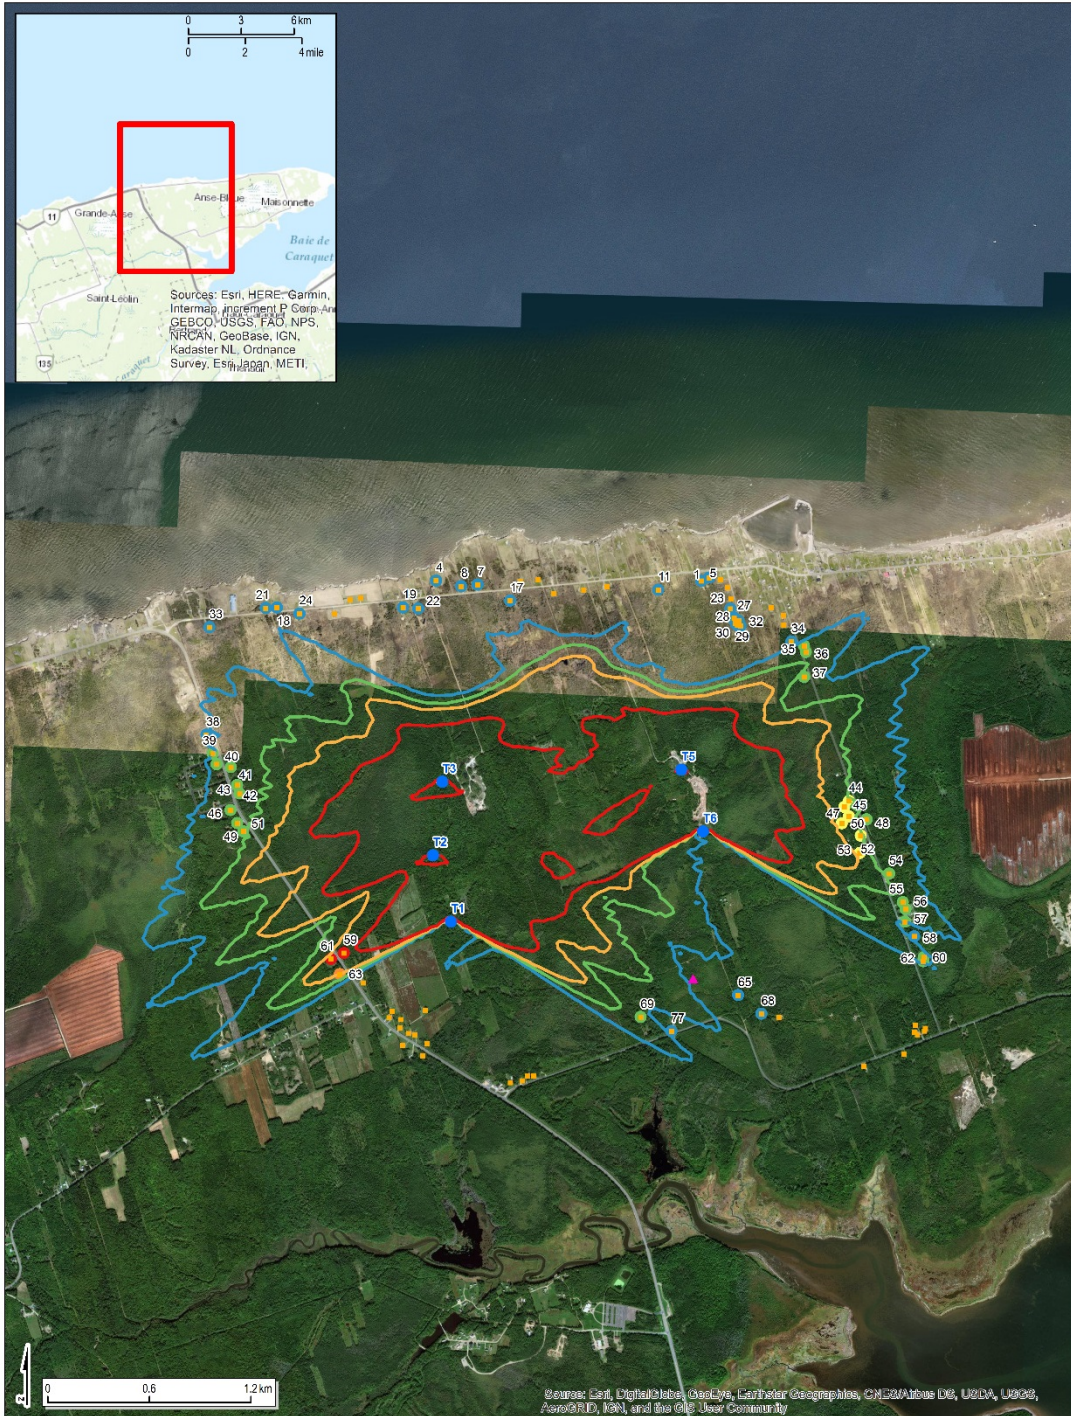 0 3 6 km
0 2 4 mile
11
Grande-Anse
Anse-Bleue
Maisonnette
Baie de
Caraquet
Saint-Léolin
135
Caraquet
Sources: Esri, HERE, Garmin,
Intermap, increment P Corp.,
GEBCO, USGS, FAO, NPS,
NRCAN, GeoBase, IGN,
Kadaster NL, Ordnance
Survey, Esri Japan, METI,
4
8 7
1 5
11
17
21
18
24
19
22
33
23
27
28
32
30
29
34
35
36
37
38
39
40
41
43
42
46
49
51
T3
T5
T2
T6
T1
44
45
47
50
48
53
52
54
55
56
57
58
62
60
61
59
63
65
68
69
77
0 0.6 1.2 km
Source: Esri, DigitalGlobe, GeoEye, Earthstar Geographics, CNES/Airbus DS, USDA, USGS,
AeroGRID, IGN, and the GIS User Community